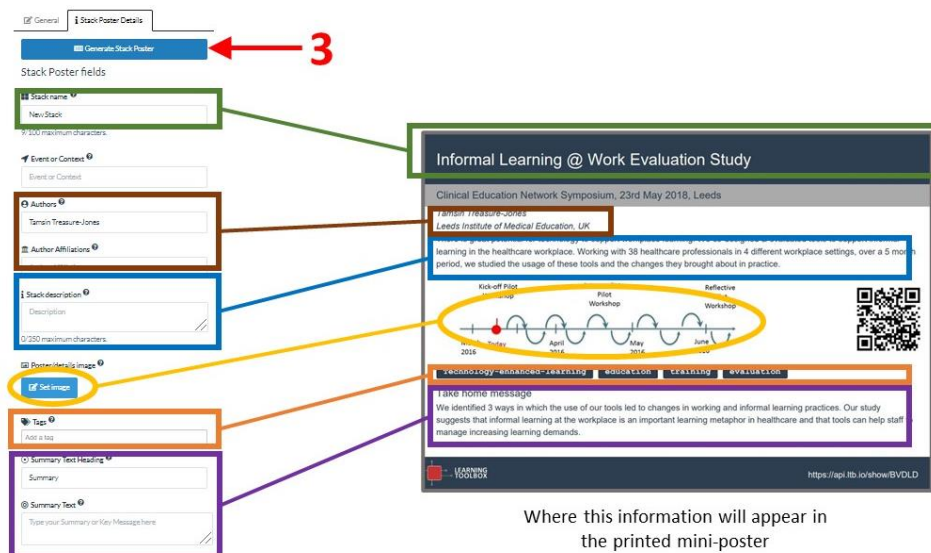 General
Stack Poster Details
Generate Stack Poster
3
Stack Poster fields
Stack name
New Stack
9/100 maximum characters.
Event or Context
Event or Context
Authors
Tamsin Treasure-Jones
Author Affiliations
Stack description
Description
0/350 maximum characters.
Poster/details image
Set image
Tags
Add a tag
Summary Text Heading
Summary
Summary Text
Type your Summary or Key Message here
Informal Learning @ Work Evaluation Study
Clinical Education Network Symposium, 23rd May 2018, Leeds
Tamsin Treasure-Jones
Leeds Institute of Medical Education, UK
learning in the healthcare workplace. Working with 38 healthcare professionals in 4 different workplace settings, over a 5 month
period, we studied the usage of these tools and the changes they brought about in practice.
Kick-off Pilot
Workshop
Pilot
Workshop
Reflective
Workshop
Today
April
May
June
2016
2016
2016
technology-enhanced-learning education training evaluation
Take home message
We identified 3 ways in which the use of our tools led to changes in working and informal learning practices. Our study
suggests that informal learning at the workplace is an important learning metaphor in healthcare and that tools can help staff to
manage increasing learning demands.
LEARNING
TOOLBOX
https://api.ltb.io/show/BVDLD
Where this information will appear in
the printed mini-poster